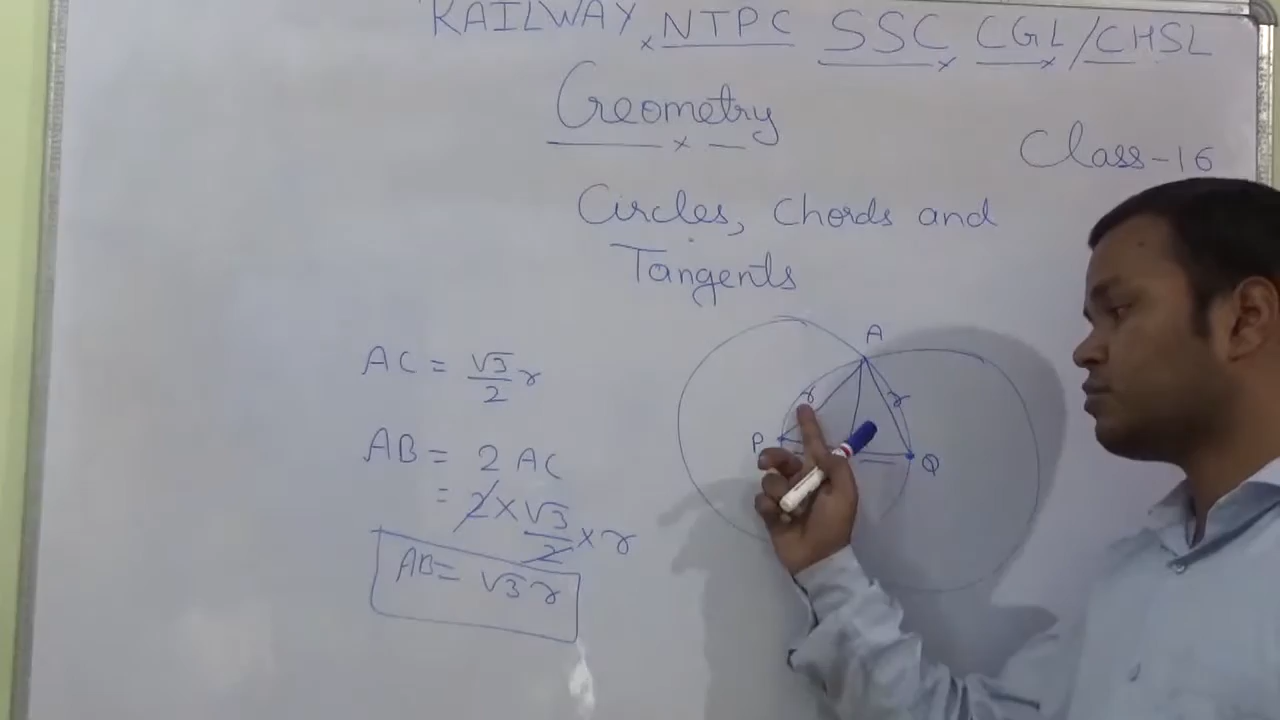 RAILWAY NTPC SSC CGL/CHSL
Geometry
Class-16
Circles, Chords and
Tangents
AC = √3/2 r
AB = 2 AC
= 2 × √3/2 × r
AB = √3 r
A
r r
P Q